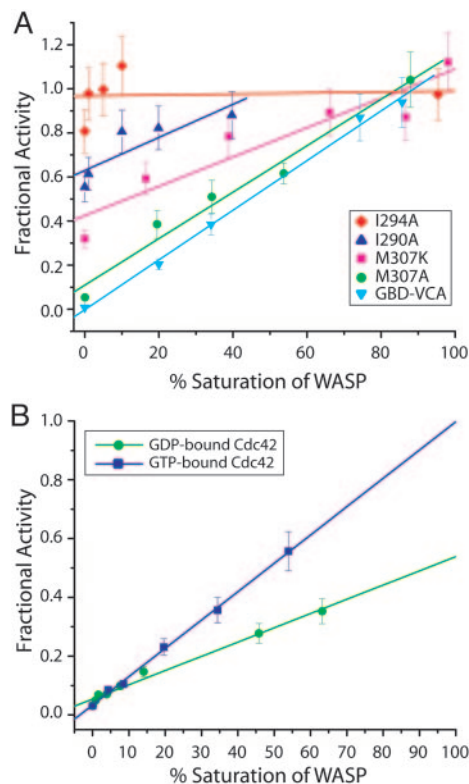 A
Fractional Activity
1.2
1.0
0.8
0.6
0.4
0.2
0.0
I294A
I290A
M307K
M307A
GBD-VCA
0 20 40 60 80 100
% Saturation of WASP
B
Fractional Activity
1.0
0.8
0.6
0.4
0.2
0.0
GDP-bound Cdc42
GTP-bound Cdc42
0 10 20 30 40 50 60 70 80 90 100
% Saturation of WASP